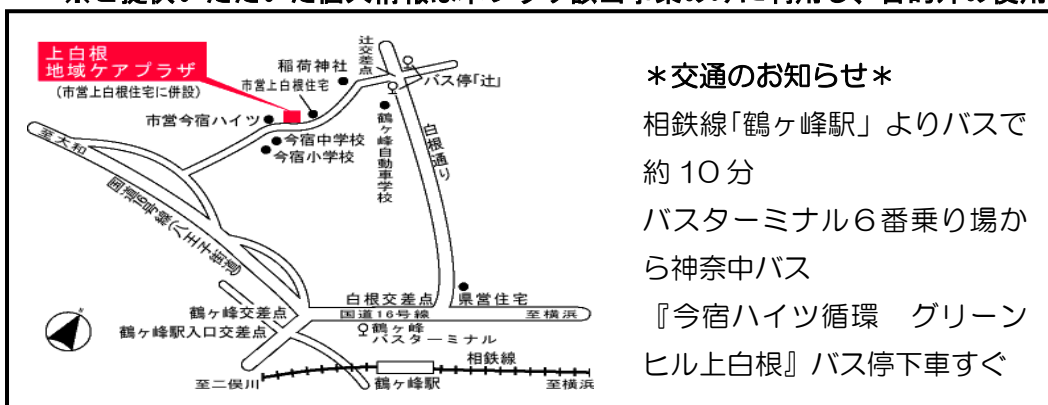 上白根
地域ケアプラザ
(市営上白根住宅に併設)
稲荷神社
市営上白根住宅
辻交差点
バス停「辻」
市営今宿ハイツ
今宿中学校
今宿小学校
鶴ヶ峰自動車学校
白根通り
至大和
国道16号線(八王子街道)
白根交差点
県営住宅
鶴ヶ峰交差点
国道16号線
至横浜
鶴ヶ峰駅入口交差点
鶴ヶ峰
バスターミナル
相鉄線
至二俣川
鶴ヶ峰駅
至横浜
＊交通のお知らせ＊
相鉄線「鶴ヶ峰駅」よりバスで
約10分
バスターミナル６番乗り場か
ら神奈中バス
『今宿ハイツ循環　グリーン
ヒル上白根』バス停下車すぐ